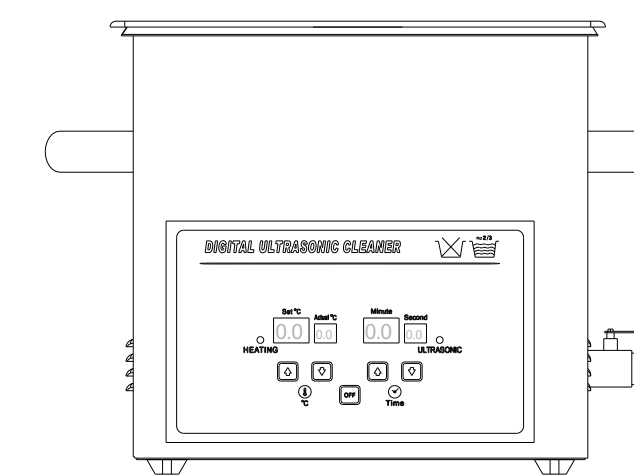 DIGITAL ULTRASONIC CLEANER
≈ 2/3
Set °C Actual °C Minute Second
0.0 0.0 0.0 0.0
HEATING ULTRASONIC
OFF
°C Time